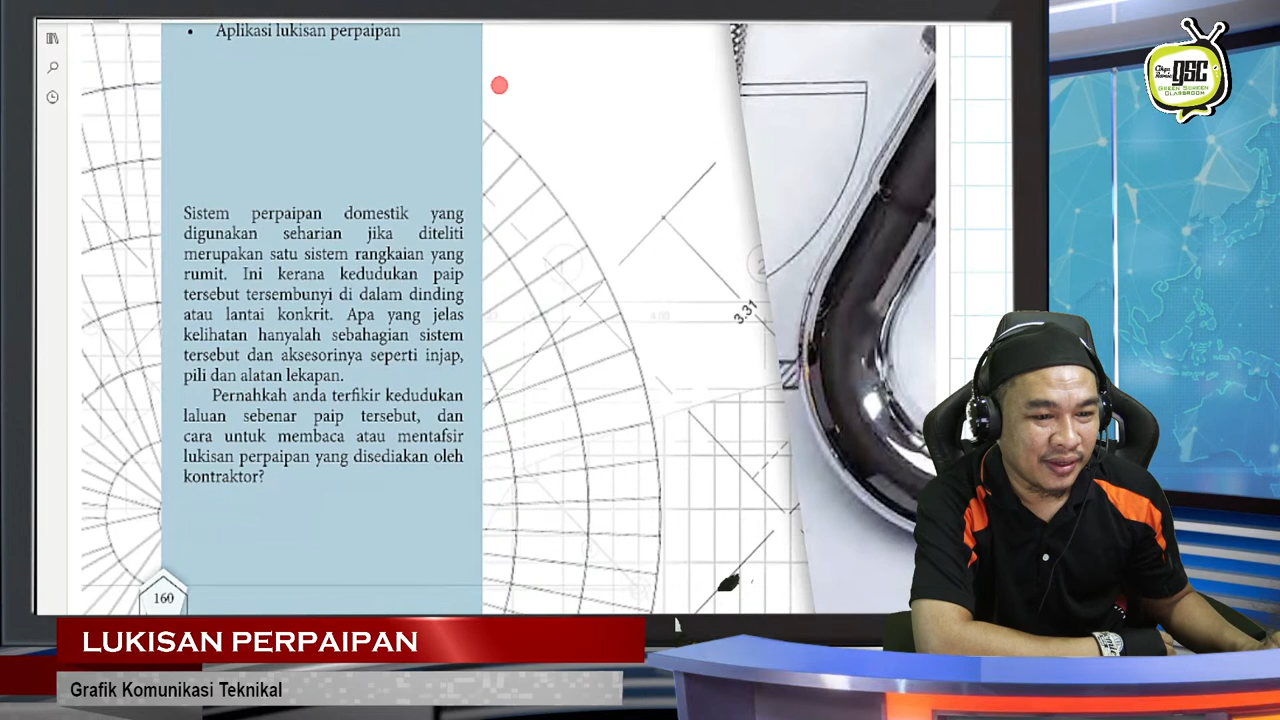 • Aplikasi lukisan perpaipan
Sistem perpaipan domestik yang
digunakan seharian jika diteliti
merupakan satu sistem rangkaian yang
rumit. Ini kerana kedudukan paip
tersebut tersembunyi di dalam dinding
atau lantai konkrit. Apa yang jelas
kelihatan hanyalah sebahagian sistem
tersebut dan aksesorinya seperti injap,
pili dan alatan lekapan.
Pernahkah anda terfikir kedudukan
laluan sebenar paip tersebut, dan
cara untuk membaca atau mentafsir
lukisan perpaipan yang disediakan oleh
kontraktor?
160
1
2
3.31
gsc
GREEN SCREEN
CLASSROOM
LUKISAN PERPAIPAN
Grafik Komunikasi Teknikal